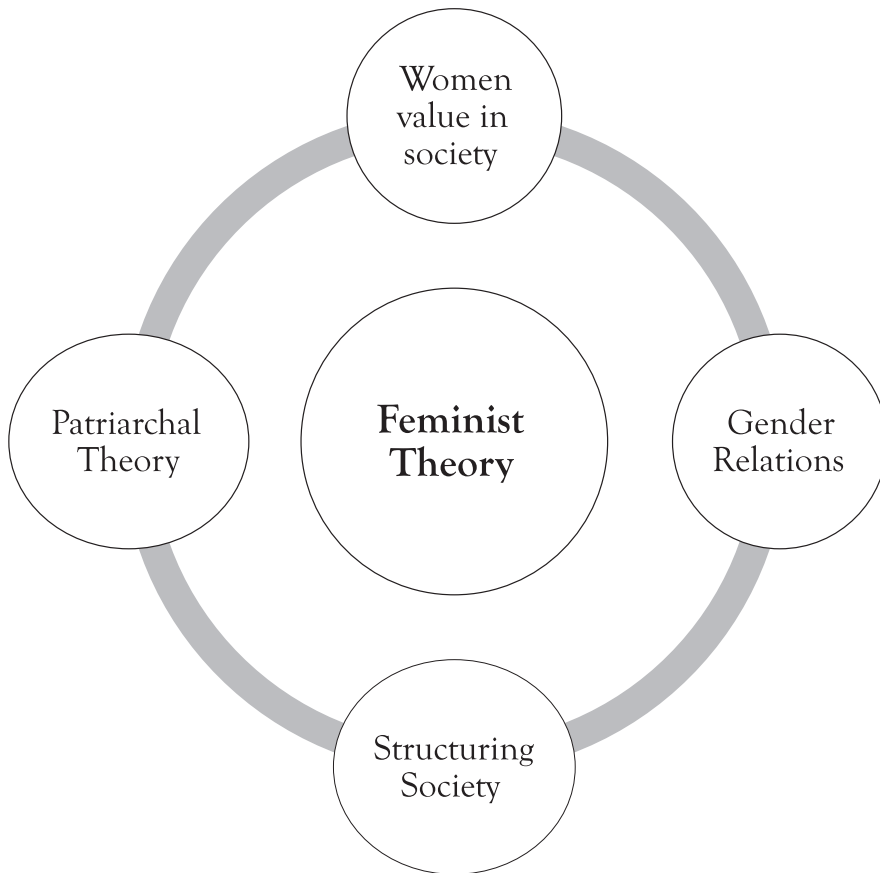 Women
value in
society
Patriarchal
Theory
Feminist
Theory
Gender
Relations
Structuring
Society